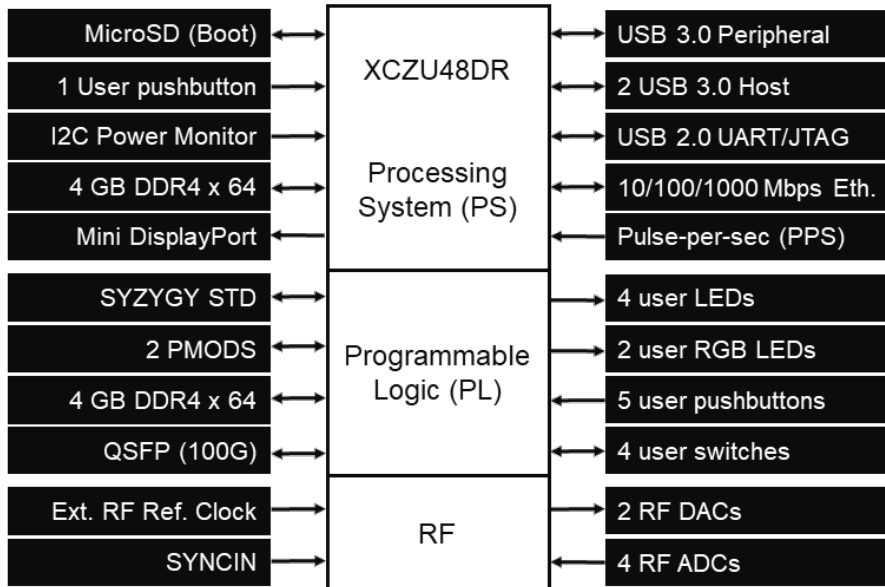 MicroSD (Boot)
1 User pushbutton
I2C Power Monitor
4 GB DDR4 x 64
Mini DisplayPort
SYZYGY STD
2 PMODS
4 GB DDR4 x 64
QSFP (100G)
Ext. RF Ref. Clock
SYNCIN
XCZU48DR
Processing
System (PS)
Programmable
Logic (PL)
RF
USB 3.0 Peripheral
2 USB 3.0 Host
USB 2.0 UART/JTAG
10/100/1000 Mbps Eth.
Pulse-per-sec (PPS)
4 user LEDs
2 user RGB LEDs
5 user pushbuttons
4 user switches
2 RF DACs
4 RF ADCs